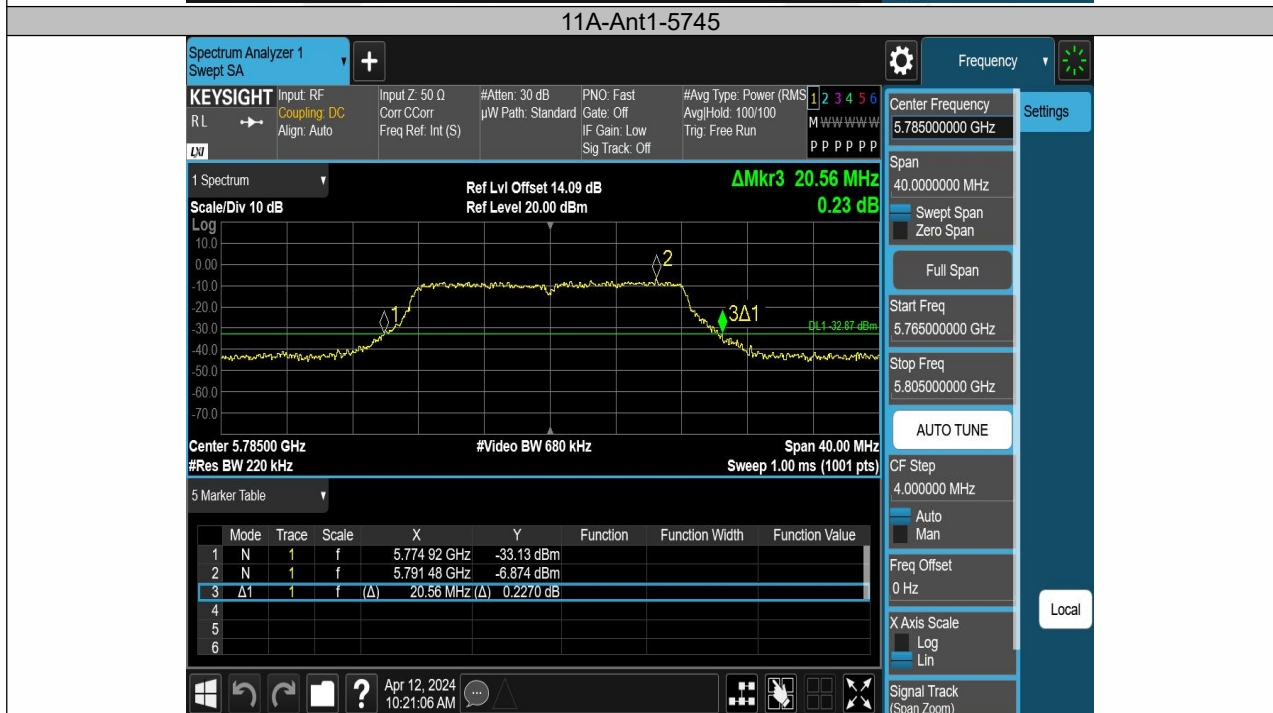 11A-Ant1-5745
Spectrum Analyzer 1
Swept SA
+
Frequency
KEYSIGHT
RL
LXI
Input: RF
Coupling: DC
Align: Auto
Input Z: 50 Ω
Corr CCorr
Freq Ref: Int (S)
#Atten: 30 dB
µW Path: Standard
PNO: Fast
Gate: Off
IF Gain: Low
Sig Track: Off
#Avg Type: Power (RMS
Avg|Hold: 100/100
Trig: Free Run
1 2 3 4 5 6
M W W W W W
P P P P P P
1 Spectrum
Scale/Div 10 dB
Ref Lvl Offset 14.09 dB
Ref Level 20.00 dBm
ΔMkr3 20.56 MHz
0.23 dB
Log
10.0
0.00
-10.0
-20.0
-30.0
-40.0
-50.0
-60.0
-70.0
1
2
3Δ1
DL1 -32.87 dBm
Center 5.78500 GHz
#Video BW 680 kHz
Span 40.00 MHz
#Res BW 220 kHz
Sweep 1.00 ms (1001 pts)
5 Marker Table
Mode Trace Scale X Y Function Function Width Function Value
1 N 1 f 5.774 92 GHz -33.13 dBm
2 N 1 f 5.791 48 GHz -6.874 dBm
3 Δ1 1 f (Δ) 20.56 MHz (Δ) 0.2270 dB
4
5
6
?
Apr 12, 2024
10:21:06 AM
Center Frequency
5.785000000 GHz
Settings
Span
40.0000000 MHz
Swept Span
Zero Span
Full Span
Start Freq
5.765000000 GHz
Stop Freq
5.805000000 GHz
AUTO TUNE
CF Step
4.000000 MHz
Auto
Man
Freq Offset
0 Hz
Local
X Axis Scale
Log
Lin
Signal Track
(Span Zoom)